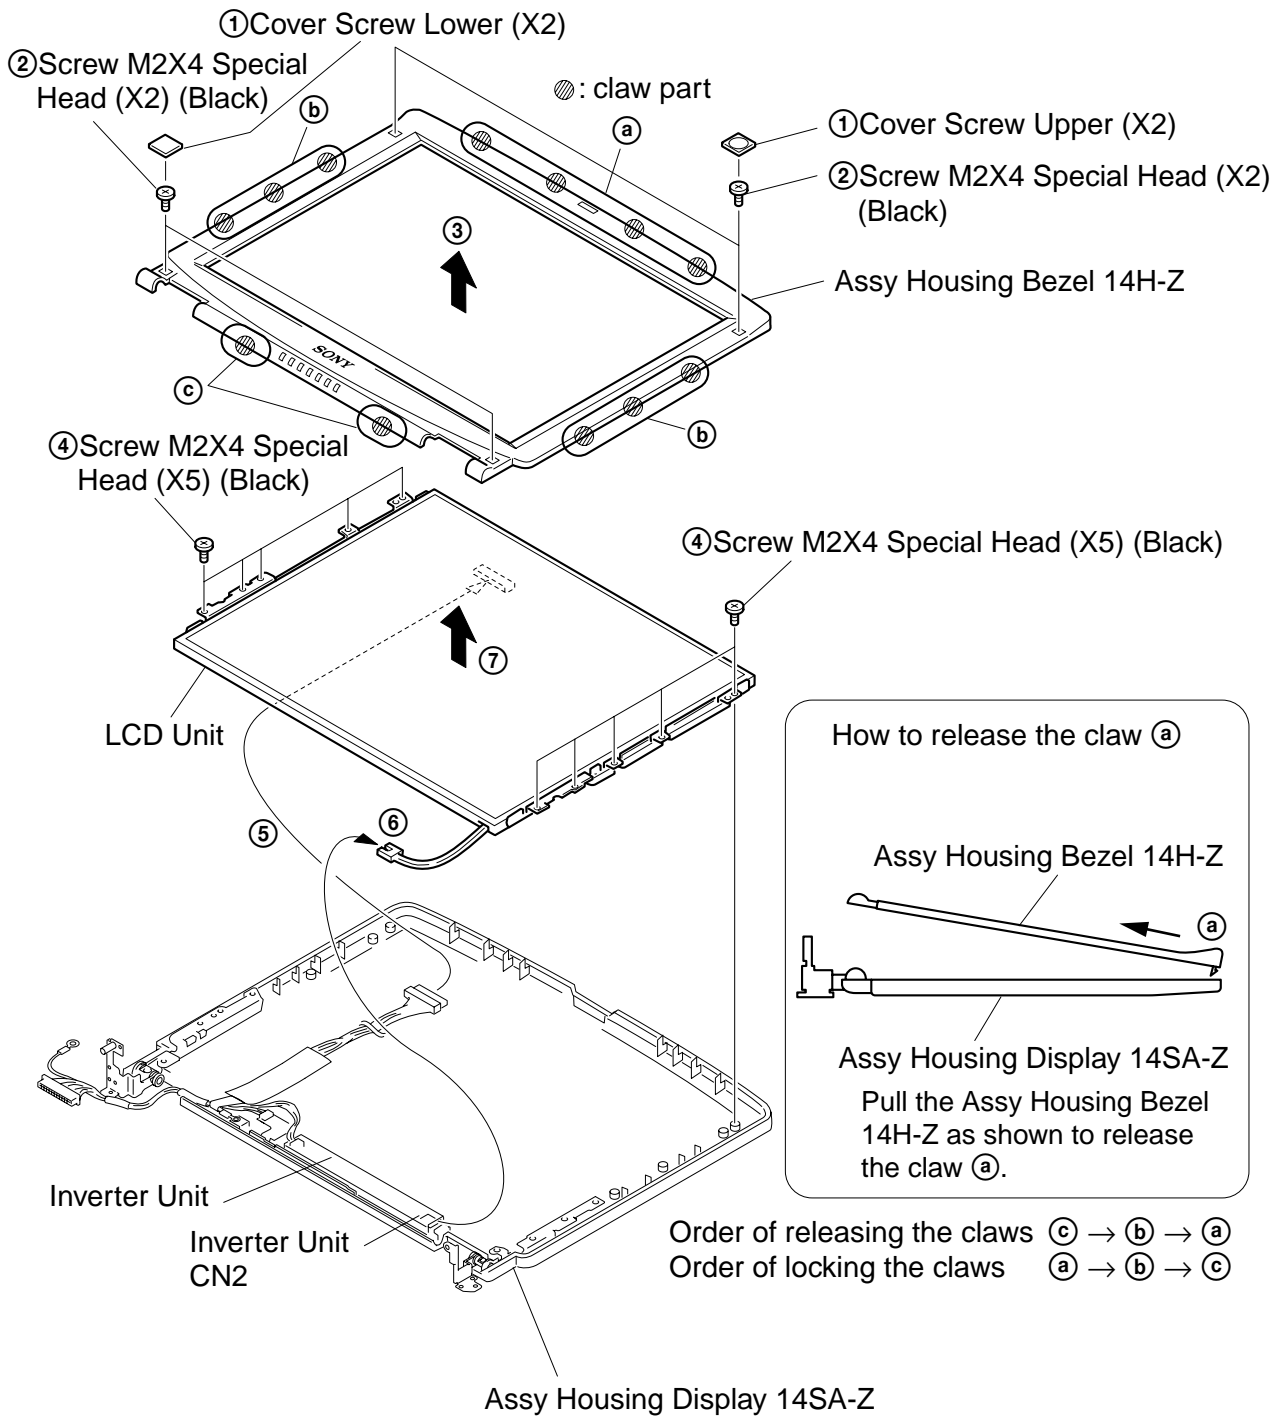 ①Cover Screw Lower (X2)
②Screw M2X4 Special
Head (X2) (Black)
: claw part
ⓑ
ⓐ
①Cover Screw Upper (X2)
②Screw M2X4 Special Head (X2)
(Black)
③
Assy Housing Bezel 14H-Z
SONY
ⓒ
ⓑ
④Screw M2X4 Special
Head (X5) (Black)
④Screw M2X4 Special Head (X5) (Black)
⑦
LCD Unit
⑤
⑥
How to release the claw ⓐ
Assy Housing Bezel 14H-Z
ⓐ
Assy Housing Display 14SA-Z
Pull the Assy Housing Bezel
14H-Z as shown to release
the claw ⓐ.
Inverter Unit
Inverter Unit
CN2
Order of releasing the claws ⓒ → ⓑ → ⓐ
Order of locking the claws ⓐ → ⓑ → ⓒ
Assy Housing Display 14SA-Z